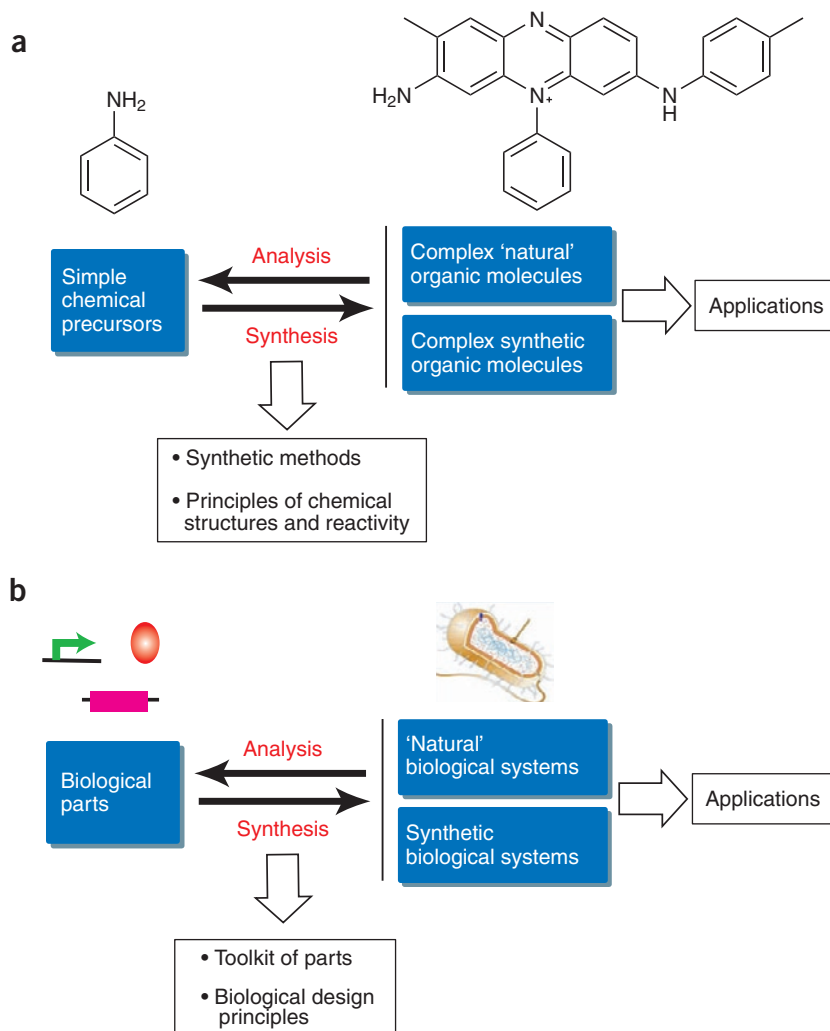 a
NH2
N
H2N
N+
N
H
Analysis
Simple
chemical
precursors
Synthesis
Complex ‘natural’
organic molecules
Complex synthetic
organic molecules
Applications
• Synthetic methods
• Principles of chemical
structures and reactivity
b
Analysis
Biological
parts
Synthesis
‘Natural’
biological systems
Synthetic
biological systems
Applications
• Toolkit of parts
• Biological design
principles